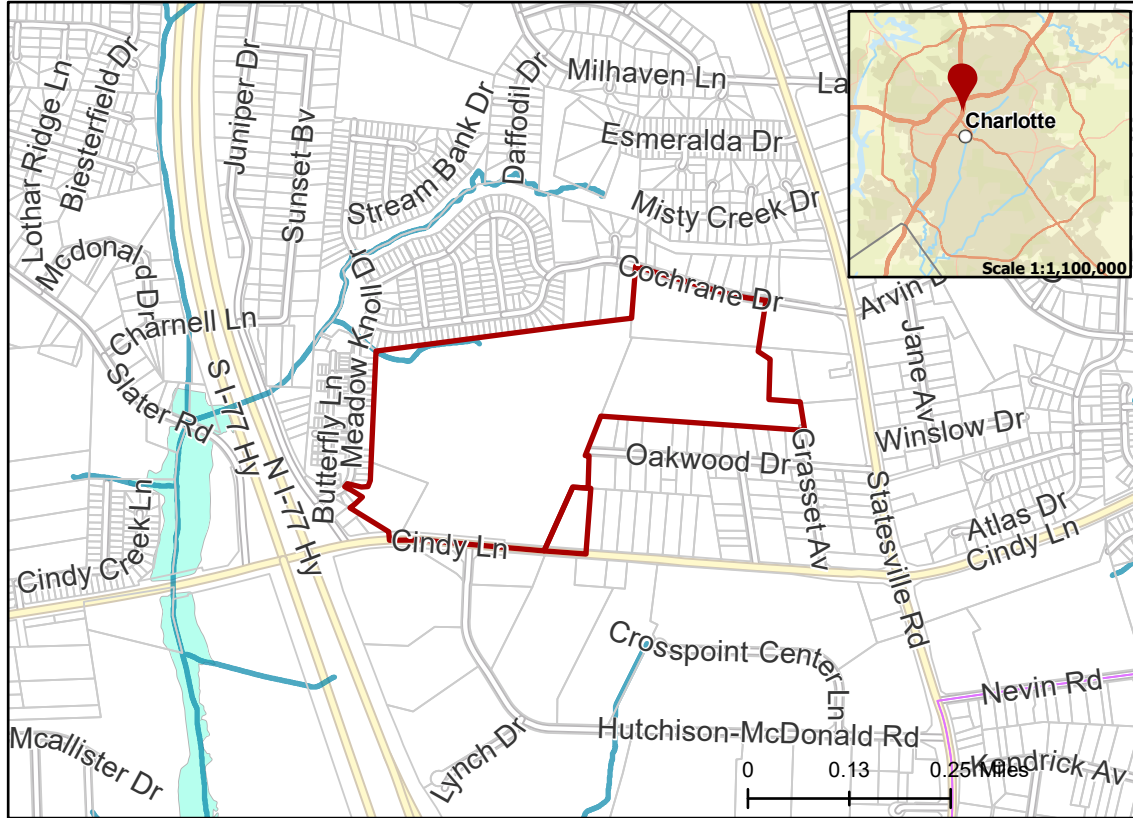 Lothar Ridge Ln
Biesterfield Dr
Juniper Dr
Sunset Bv
Stream Bank Dr
Daffodil Dr
Milhaven Ln
La
Esmeralda Dr
Misty Creek Dr
Charlotte
Scale 1:1,100,000
Mcdonald Dr
Charnell Ln
Slater Rd
S I-77 Hy
N I-77 Hy
Butterfly Ln
Meadow Knoll Dr
Cochrane Dr
Arvin D
Jane Av
Winslow Dr
Oakwood Dr
Grasset Av
Statesville Rd
Atlas Dr
Cindy Ln
Cindy Ln
Cindy Creek Ln
Crosspoint Center Ln
Nevin Rd
Hutchison-McDonald Rd
Kendrick Av
Lynch Dr
Mcallister Dr
0 0.13 0.25 Miles